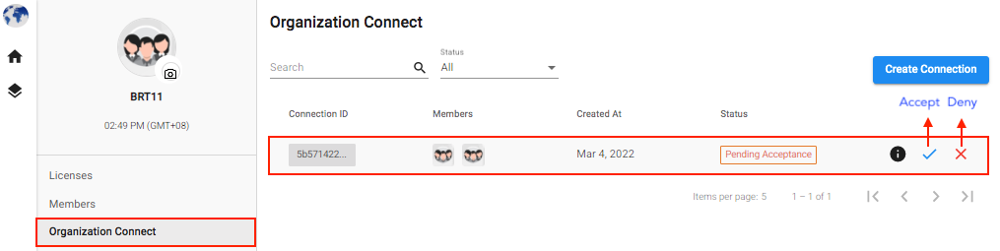 BRT11
02:49 PM (GMT+08)
Licenses
Members
Organization Connect
Organization Connect
Search
Status
All
Create Connection
Accept Deny
Connection ID Members Created At Status
5b571422... Mar 4, 2022 Pending Acceptance
Items per page: 5 1 – 1 of 1